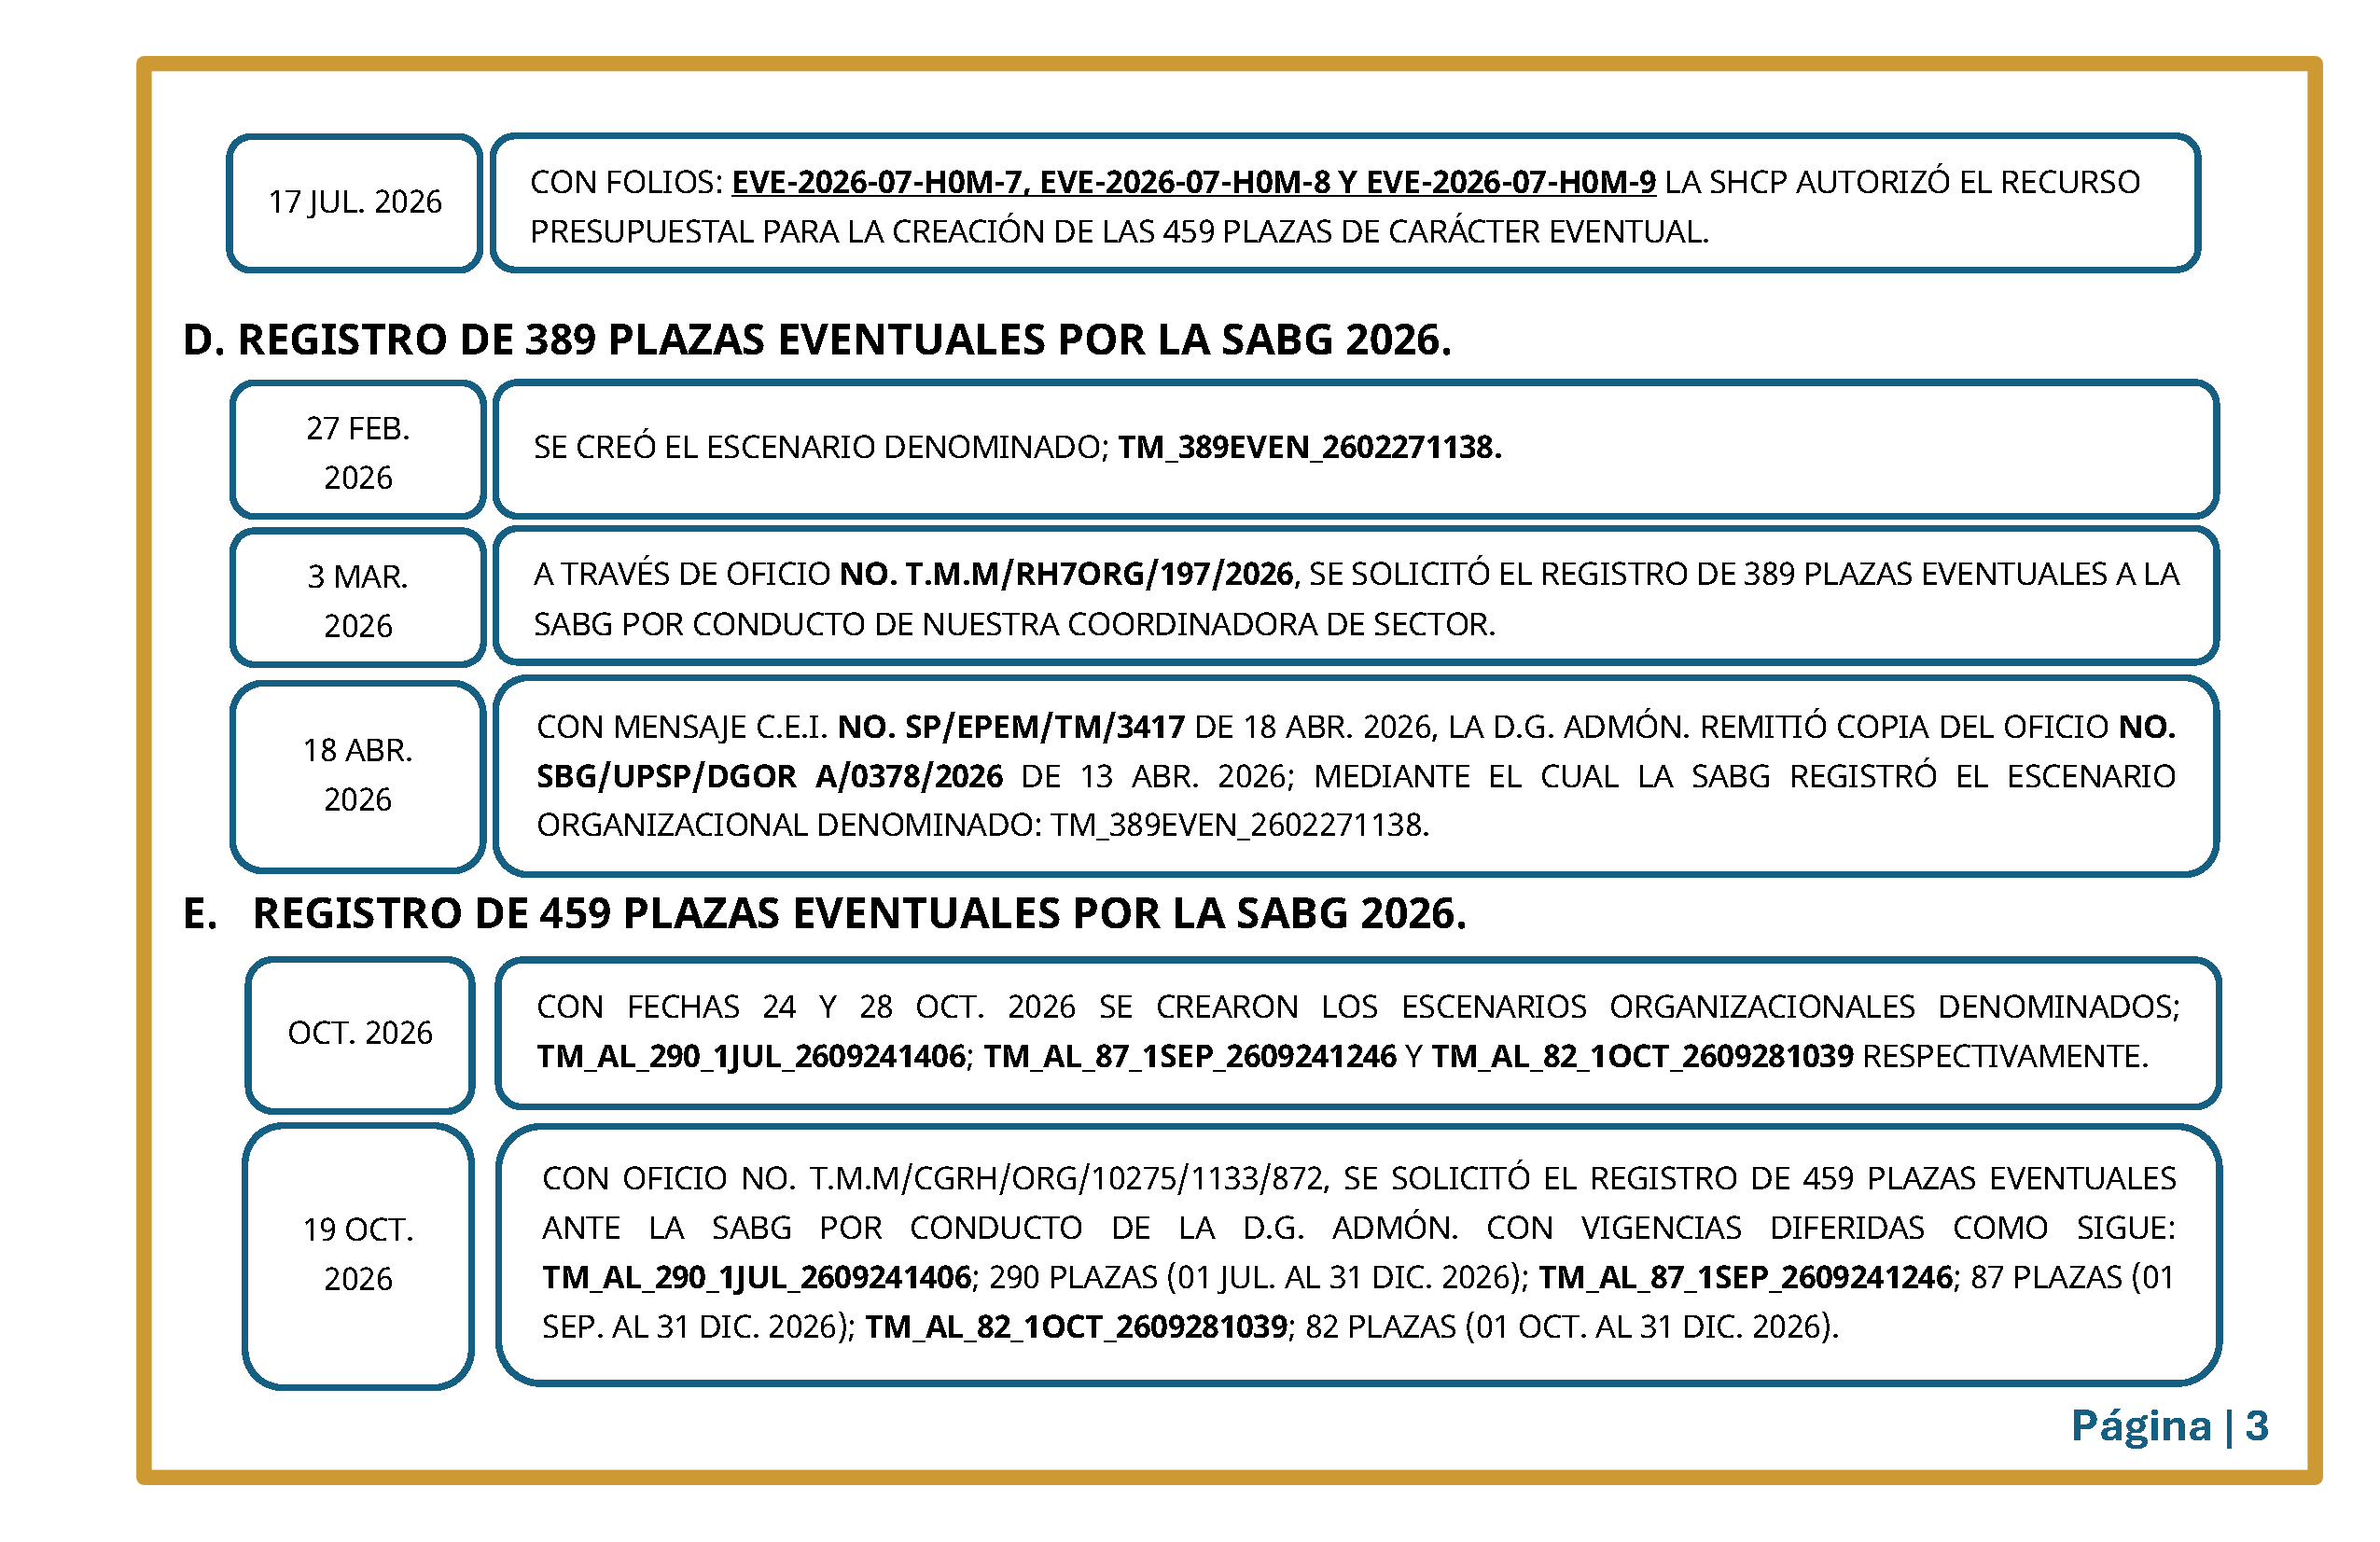 17 JUL. 2026
CON FOLIOS: EVE-2026-07-H0M-7, EVE-2026-07-H0M-8 Y EVE-2026-07-H0M-9 LA SHCP AUTORIZÓ EL RECURSO
PRESUPUESTAL PARA LA CREACIÓN DE LAS 459 PLAZAS DE CARÁCTER EVENTUAL.
D. REGISTRO DE 389 PLAZAS EVENTUALES POR LA SABG 2026.
27 FEB.
2026
SE CREÓ EL ESCENARIO DENOMINADO; TM_389EVEN_2602271138.
3 MAR.
2026
A TRAVÉS DE OFICIO NO. T.M.M/RH7ORG/197/2026, SE SOLICITÓ EL REGISTRO DE 389 PLAZAS EVENTUALES A LA
SABG POR CONDUCTO DE NUESTRA COORDINADORA DE SECTOR.
18 ABR.
2026
CON MENSAJE C.E.I. NO. SP/EPEM/TM/3417 DE 18 ABR. 2026, LA D.G. ADMÓN. REMITIÓ COPIA DEL OFICIO NO.
SBG/UPSP/DGOR A/0378/2026 DE 13 ABR. 2026; MEDIANTE EL CUAL LA SABG REGISTRÓ EL ESCENARIO
ORGANIZACIONAL DENOMINADO: TM_389EVEN_2602271138.
E. REGISTRO DE 459 PLAZAS EVENTUALES POR LA SABG 2026.
OCT. 2026
CON FECHAS 24 Y 28 OCT. 2026 SE CREARON LOS ESCENARIOS ORGANIZACIONALES DENOMINADOS;
TM_AL_290_1JUL_2609241406; TM_AL_87_1SEP_2609241246 Y TM_AL_82_1OCT_2609281039 RESPECTIVAMENTE.
19 OCT.
2026
CON OFICIO NO. T.M.M/CGRH/ORG/10275/1133/872, SE SOLICITÓ EL REGISTRO DE 459 PLAZAS EVENTUALES
ANTE LA SABG POR CONDUCTO DE LA D.G. ADMÓN. CON VIGENCIAS DIFERIDAS COMO SIGUE:
TM_AL_290_1JUL_2609241406; 290 PLAZAS (01 JUL. AL 31 DIC. 2026); TM_AL_87_1SEP_2609241246; 87 PLAZAS (01
SEP. AL 31 DIC. 2026); TM_AL_82_1OCT_2609281039; 82 PLAZAS (01 OCT. AL 31 DIC. 2026).
Página | 3